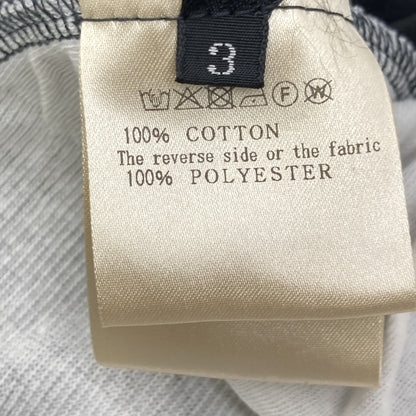 3
100% COTTON
The reverse side or the fabric
100% POLYESTER